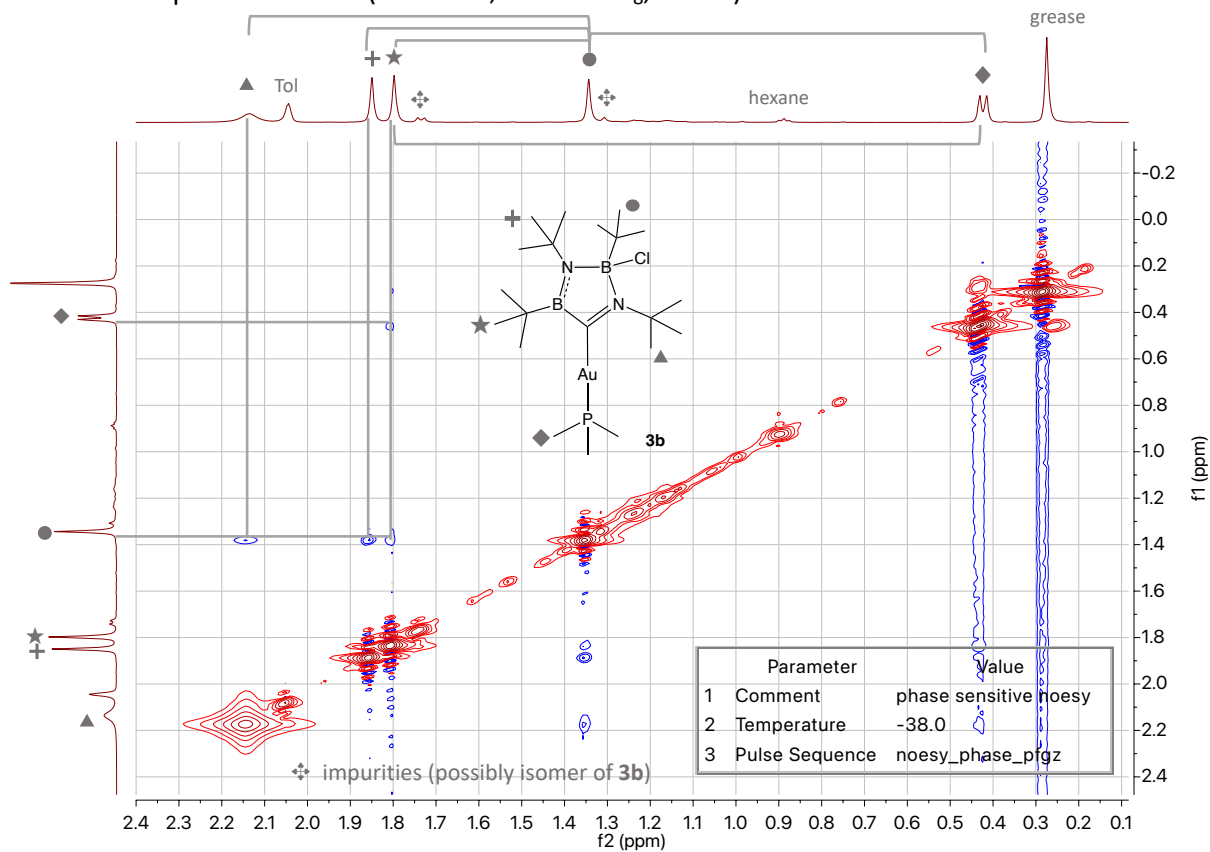 grease
Tol
hexane
-0.2
0.0
0.2
0.4
0.6
0.8
1.0
1.2
1.4
1.6
1.8
2.0
2.2
2.4
f1 (ppm)
N B Cl
B N
Au
P
3b
Parameter Value
1 Comment phase sensitive noesy
2 Temperature -38.0
3 Pulse Sequence noesy_phase_pfgz
impurities (possibly isomer of 3b)
2.4 2.3 2.2 2.1 2.0 1.9 1.8 1.7 1.6 1.5 1.4 1.3 1.2 1.1 1.0 0.9 0.8 0.7 0.6 0.5 0.4 0.3 0.2 0.1
f2 (ppm)